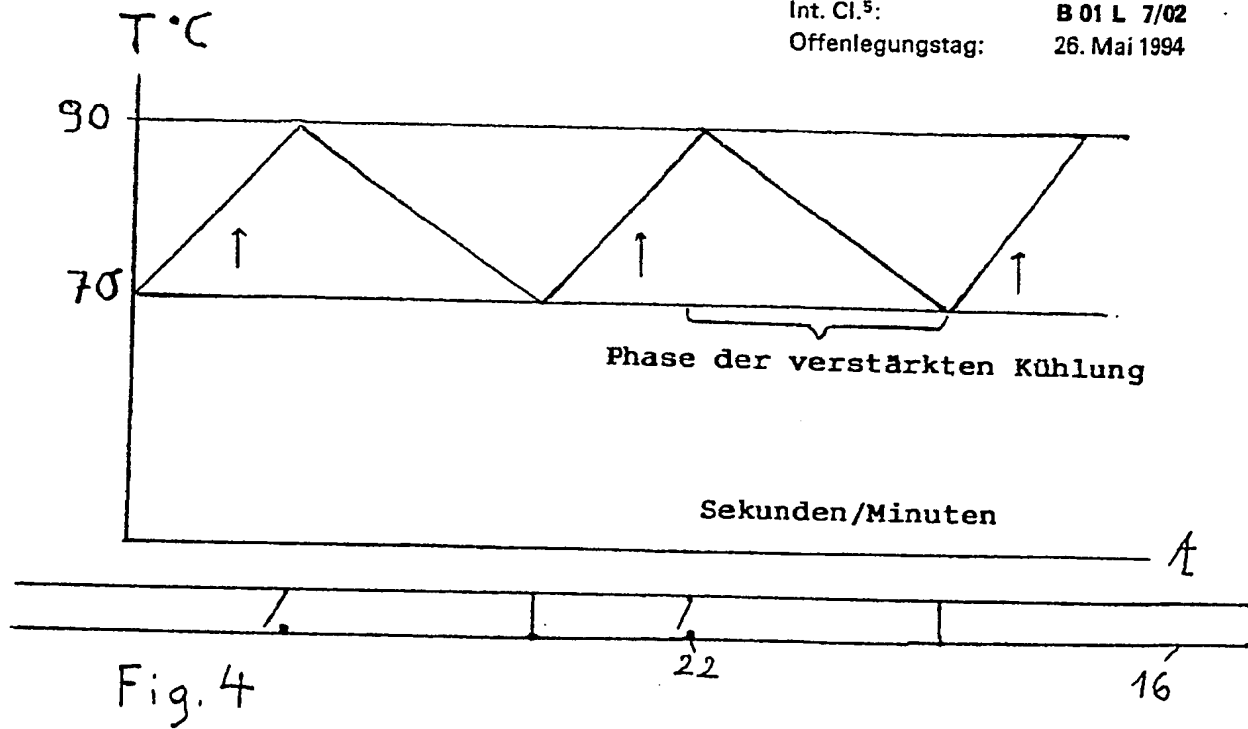 Int. Cl.⁵: B 01 L 7/02
Offenlegungstag: 26. Mai 1994
T °C
90
70
Phase der verstärkten Kühlung
Sekunden/Minuten
t
22
16
Fig. 4